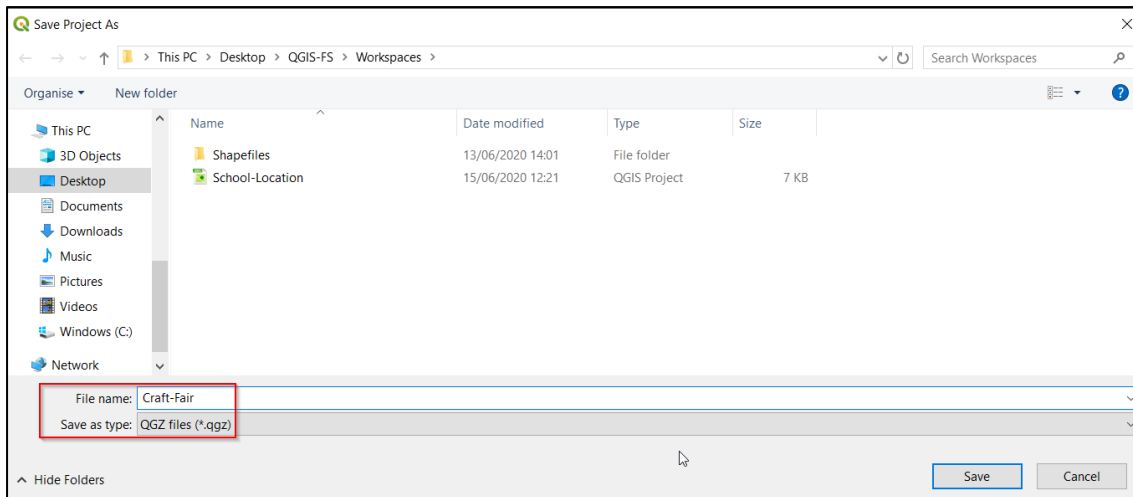 Save Project As
This PC > Desktop > QGIS-FS > Workspaces >
Search Workspaces
Organise
New folder
Name Date modified Type Size
This PC
3D Objects
Desktop
Documents
Downloads
Music
Pictures
Videos
Windows (C:)
Network
Shapefiles 13/06/2020 14:01 File folder
School-Location 15/06/2020 12:21 QGIS Project 7 KB
File name: Craft-Fair
Save as type: QGZ files (*.qgz)
Hide Folders
Save
Cancel